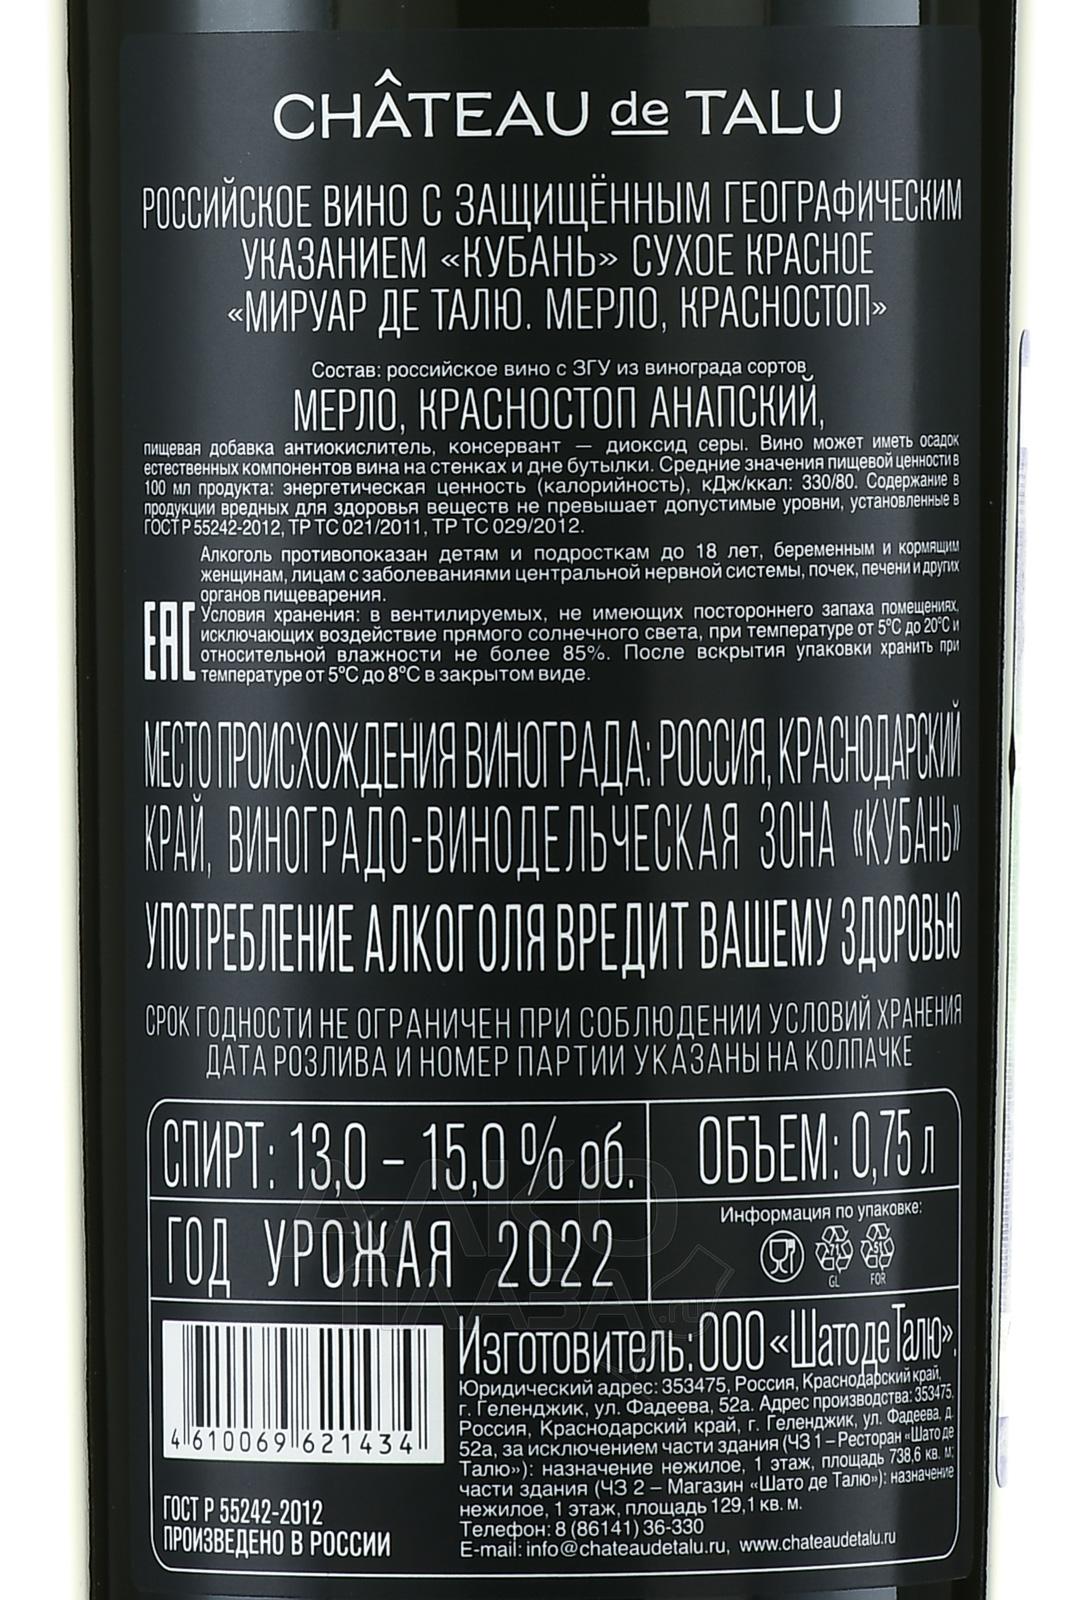 CHÂTEAU de TALU
РОССИЙСКОЕ ВИНО С ЗАЩИЩЁННЫМ ГЕОГРАФИЧЕСКИМ
УКАЗАНИЕМ «КУБАНЬ» СУХОЕ КРАСНОЕ
«МИРУАР ДЕ ТАЛЮ. МЕРЛО, КРАСНОСТОП»
Состав: российское вино с ЗГУ из винограда сортов
МЕРЛО, КРАСНОСТОП АНАПСКИЙ,
пищевая добавка антиокислитель, консервант — диоксид серы. Вино может иметь осадок
естественных компонентов вина на стенках и дне бутылки. Средние значения пищевой ценности в
100 мл продукта: энергетическая ценность (калорийность), кДж/ккал: 330/80. Содержание в
продукции вредных для здоровья веществ не превышает допустимые уровни, установленные в
ГОСТ Р 55242-2012, ТР ТС 021/2011, ТР ТС 029/2012.
Алкоголь противопоказан детям и подросткам до 18 лет, беременным и кормящим
женщинам, лицам с заболеваниями центральной нервной системы, почек, печени и других
органов пищеварения.
EAC
Условия хранения: в вентилируемых, не имеющих постороннего запаха помещениях,
исключающих воздействие прямого солнечного света, при температуре от 5°С до 20°С и
относительной влажности не более 85%. После вскрытия упаковки хранить при
температуре от 5°С до 8°С в закрытом виде.
МЕСТО ПРОИСХОЖДЕНИЯ ВИНОГРАДА: РОССИЯ, КРАСНОДАРСКИЙ
КРАЙ, ВИНОГРАДО-ВИНОДЕЛЬЧЕСКАЯ ЗОНА «КУБАНЬ»
УПОТРЕБЛЕНИЕ АЛКОГОЛЯ ВРЕДИТ ВАШЕМУ ЗДОРОВЬЮ
СРОК ГОДНОСТИ НЕ ОГРАНИЧЕН ПРИ СОБЛЮДЕНИИ УСЛОВИЙ ХРАНЕНИЯ
ДАТА РОЗЛИВА И НОМЕР ПАРТИИ УКАЗАНЫ НА КОЛПАЧКЕ
СПИРТ: 13,0 – 15,0 % об.
ОБЪЕМ: 0,75 л
ГОД УРОЖАЯ 2022
Информация по упаковке:
71
51
GL
FOR
АЛКО
ПЛАЗА.ru
4 610069 621434
ГОСТ Р 55242-2012
ПРОИЗВЕДЕНО В РОССИИ
Изготовитель: ООО «Шато де Талю».
Юридический адрес: 353475, Россия, Краснодарский край,
г. Геленджик, ул. Фадеева, 52а. Адрес производства: 353475,
Россия, Краснодарский край, г. Геленджик, ул. Фадеева, д.
52а, за исключением части здания (ЧЗ 1 – Ресторан «Шато де
Талю»): назначение нежилое, 1 этаж, площадь 738,6 кв. м;
части здания (ЧЗ 2 – Магазин «Шато де Талю»): назначение
нежилое, 1 этаж, площадь 129,1 кв. м.
Телефон: 8 (86141) 36-330
E-mail: info@chateaudetalu.ru, www.chateaudetalu.ru